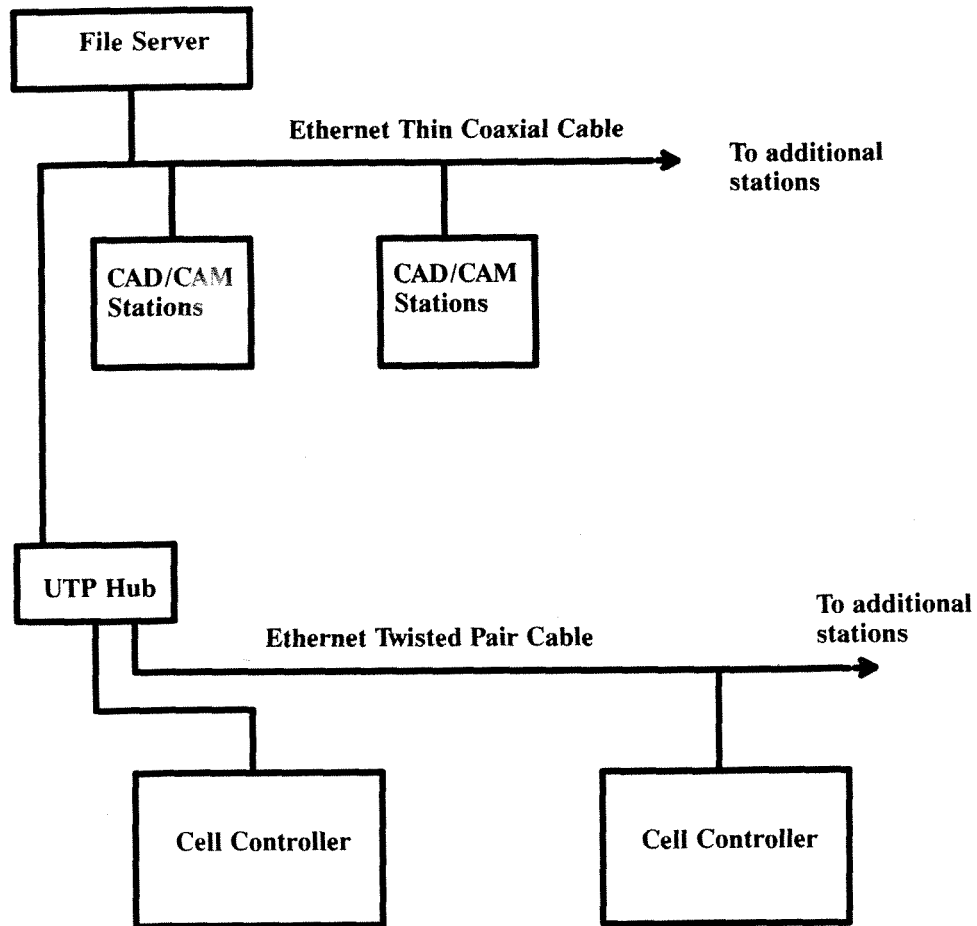 File Server
Ethernet Thin Coaxial Cable
To additional
stations
CAD/CAM
Stations
CAD/CAM
Stations
UTP Hub
Ethernet Twisted Pair Cable
To additional
stations
Cell Controller
Cell Controller